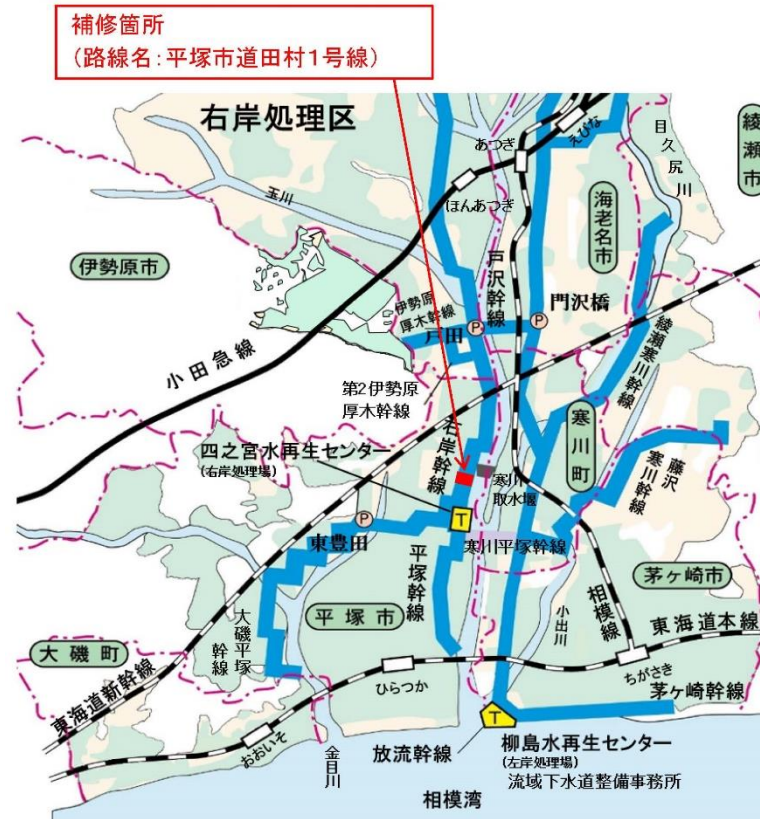 補修箇所
(路線名:平塚市道田村1号線)
右岸処理区
えびな
あつぎ
ほんあつぎ
目久尻川
綾瀬市
海老名市
玉川
伊勢原市
戸沢幹線
門沢橋
P
P
伊勢原
厚木幹線
戸田
小田急線
綾瀬寒川幹線
第2伊勢原
厚木幹線
右岸幹線
寒川町
四之宮水再生センター
(右岸処理場)
寒川
取水堰
藤沢
寒川幹線
P
東豊田
T
寒川平塚幹線
平塚幹線
茅ヶ崎市
小出川
相模線
東海道本線
平塚市
大磯平塚
幹線
大磯町
東海道新幹線
ひらつか
ちがさき
茅ヶ崎幹線
おおいそ
金目川
放流幹線
T
柳島水再生センター
(左岸処理場)
流域下水道整備事務所
相模湾